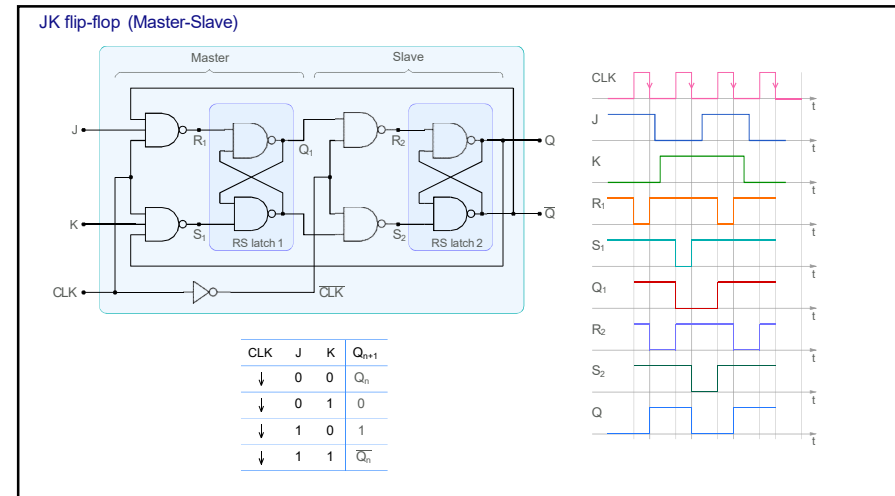 JK flip-flop (Master-Slave)
Master
Slave
J
R₁
Q₁
R₂
Q
K
S₁
RS latch 1
S₂
RS latch 2
Q̅
CLK
C̅L̅K̅
CLK J K Qₙ₊₁
↓ 0 0 Qₙ
↓ 0 1 0
↓ 1 0 1
↓ 1 1 Q̅ₙ̅
CLK
t
J
t
K
t
R₁
t
S₁
t
Q₁
t
R₂
t
S₂
t
Q
t